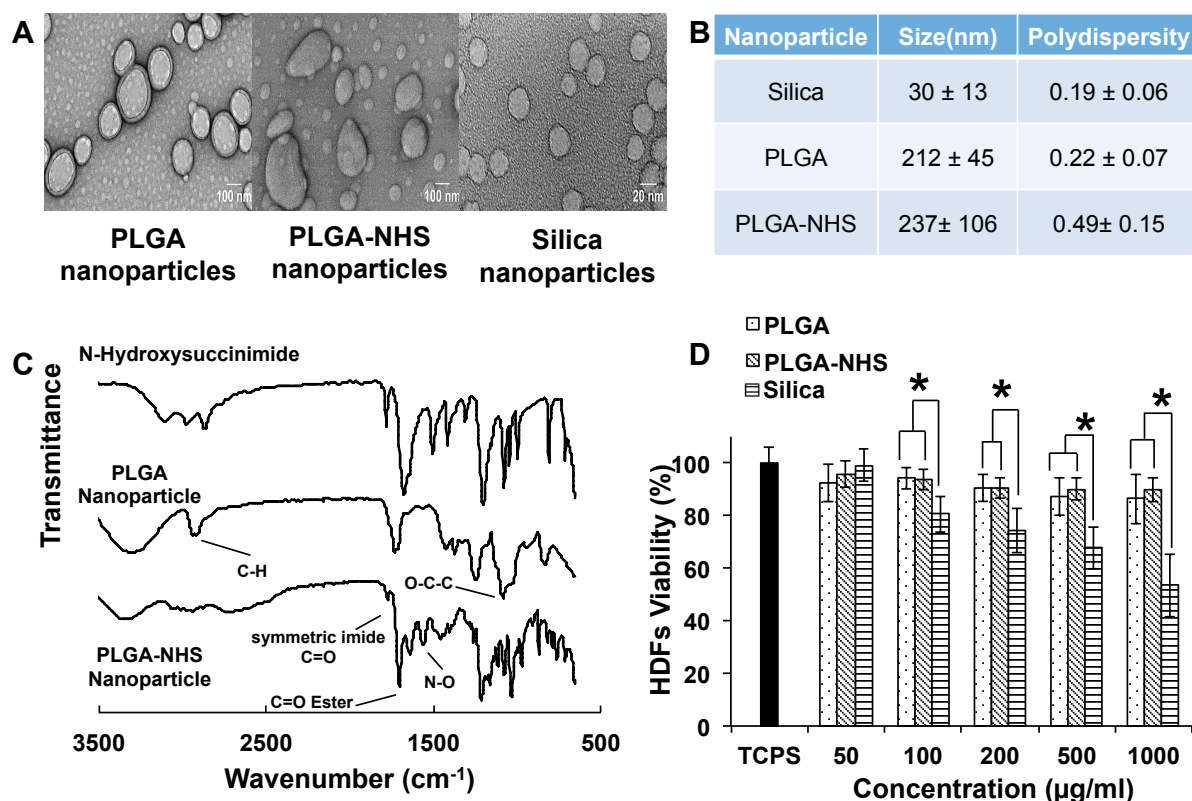 A
100 nm
100 nm
20 nm
PLGA
nanoparticles
PLGA-NHS
nanoparticles
Silica
nanoparticles
B
Nanoparticle Size(nm) Polydispersity
Silica 30 ± 13 0.19 ± 0.06
PLGA 212 ± 45 0.22 ± 0.07
PLGA-NHS 237± 106 0.49± 0.15
C
Transmittance
N-Hydroxysuccinimide
PLGA
Nanoparticle
C-H
O-C-C
symmetric imide
C=O
PLGA-NHS
Nanoparticle
N-O
C=O Ester
3500 2500 1500 500
Wavenumber (cm⁻¹)
D
PLGA
PLGA-NHS
Silica
* * * *
HDFs Viability (%)
100
80
60
40
20
0
TCPS 50 100 200 500 1000
Concentration (µg/ml)